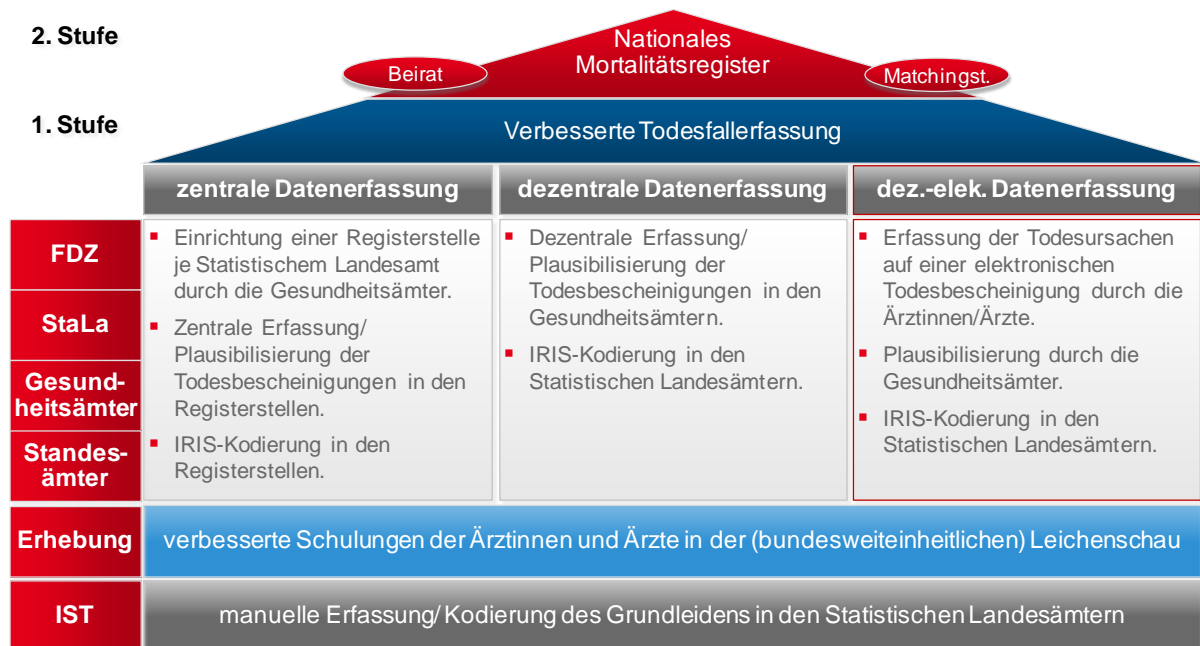 2. Stufe
Nationales
Mortalitätsregister
Beirat
Matchingst.
1. Stufe
Verbesserte Todesfallerfassung
zentrale Datenerfassung
dezentrale Datenerfassung
dez.-elek. Datenerfassung
FDZ
StaLa
Gesund-
heitsämter
Standes-
ämter
▪ Einrichtung einer Registerstelle
je Statistischem Landesamt
durch die Gesundheitsämter.
▪ Zentrale Erfassung/
Plausibilisierung der
Todesbescheinigungen in den
Registerstellen.
▪ IRIS-Kodierung in den
Registerstellen.
▪ Dezentrale Erfassung/
Plausibilisierung der
Todesbescheinigungen in den
Gesundheitsämtern.
▪ IRIS-Kodierung in den
Statistischen Landesämtern.
▪ Erfassung der Todesursachen
auf einer elektronischen
Todesbescheinigung durch die
Ärztinnen/Ärzte.
▪ Plausibilisierung durch die
Gesundheitsämter.
▪ IRIS-Kodierung in den
Statistischen Landesämtern.
Erhebung
verbesserte Schulungen der Ärztinnen und Ärzte in der (bundesweiteinheitlichen) Leichenschau
IST
manuelle Erfassung/ Kodierung des Grundleidens in den Statistischen Landesämtern